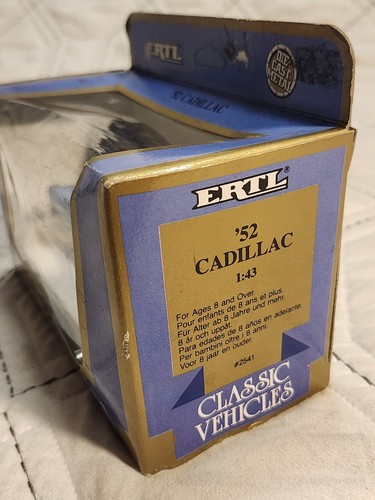 ERTL
DIE
CAST
METAL
'52 CADILLAC
ERTL®
'52
CADILLAC
1:43
For Ages 8 and Over.
Pour enfants de 8 ans et plus.
Für Alter ab 8 Jahre und mehr.
8 år och uppåt.
Para edades de 8 años en adelante.
Per bambini oltre i 8 anni.
Voor 8 jaar en ouder.
#2541
CLASSIC
VEHICLES